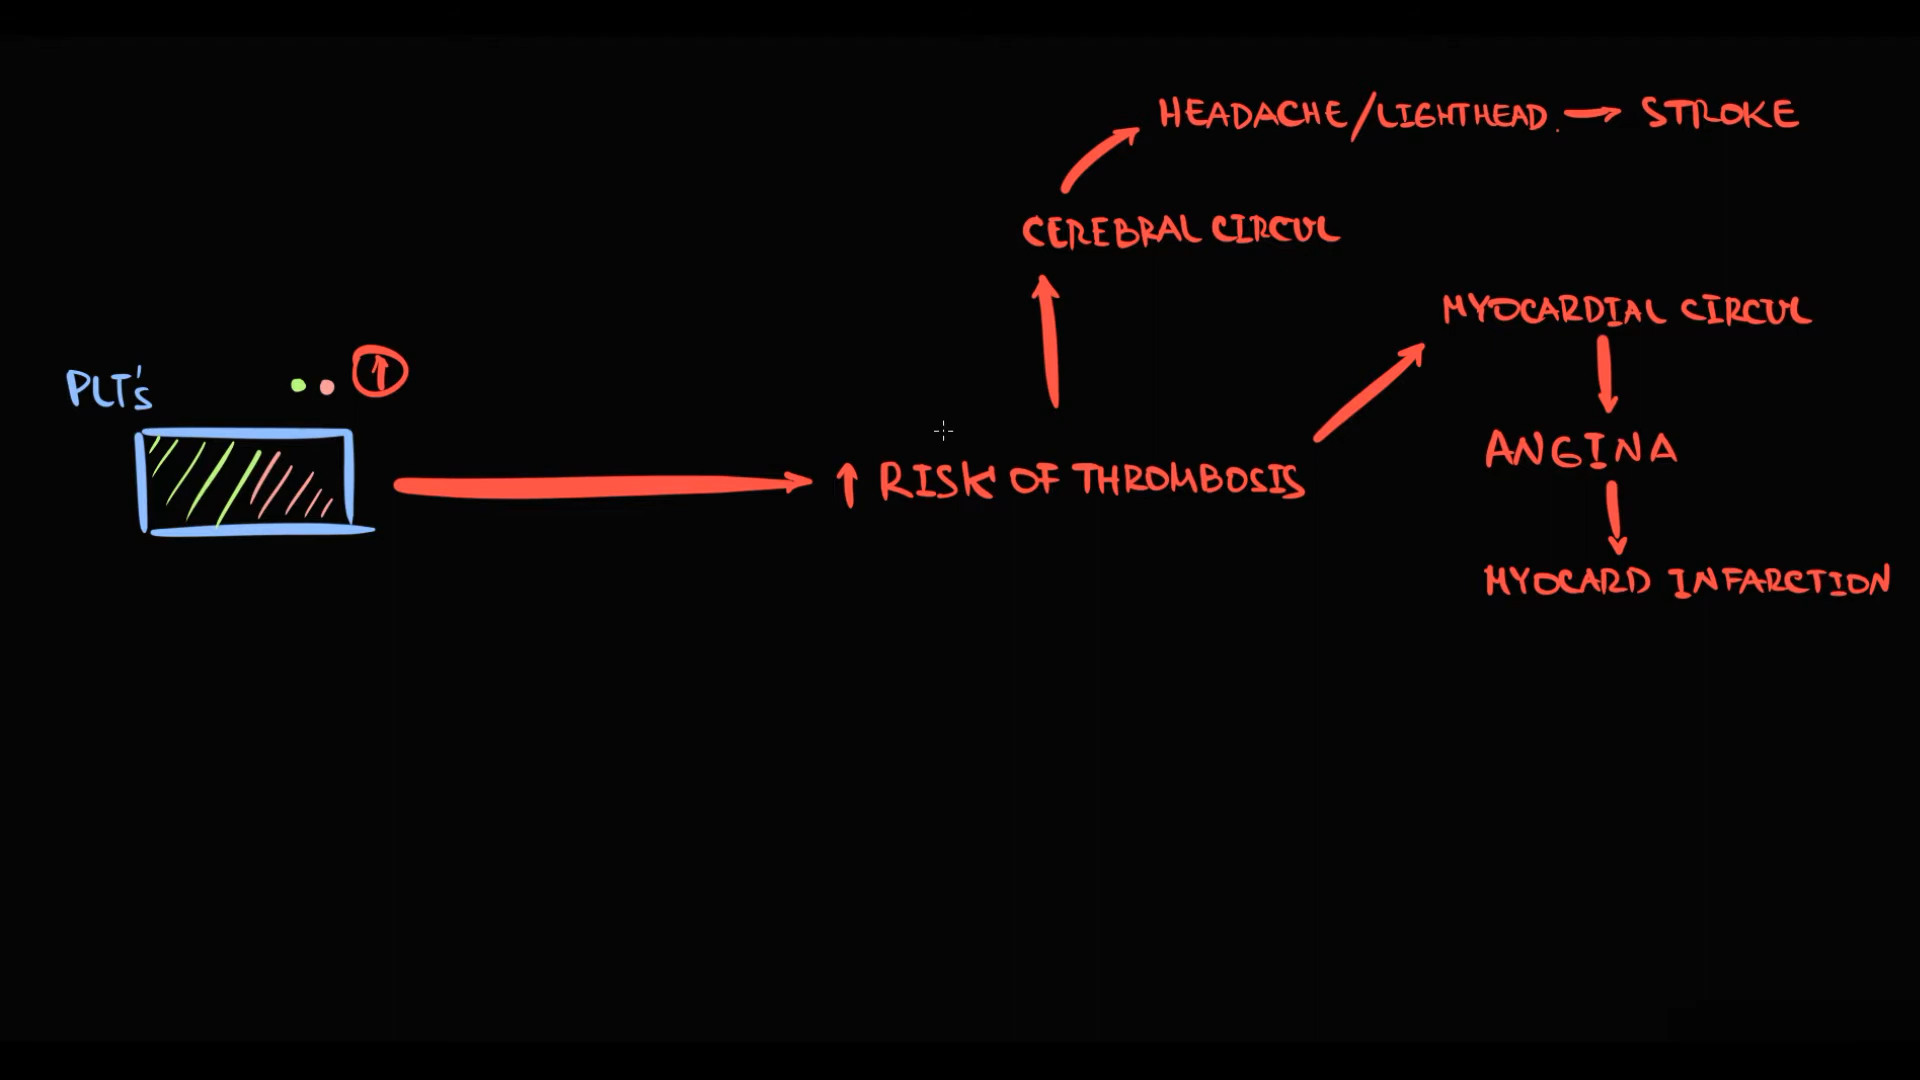 HEADACHE/LIGHTHEAD. → STROKE
CEREBRAL CIRCUL
MYOCARDIAL CIRCUL
PLT's ↑
ANGINA
↑ RISK OF THROMBOSIS
MYOCARD INFARCTION